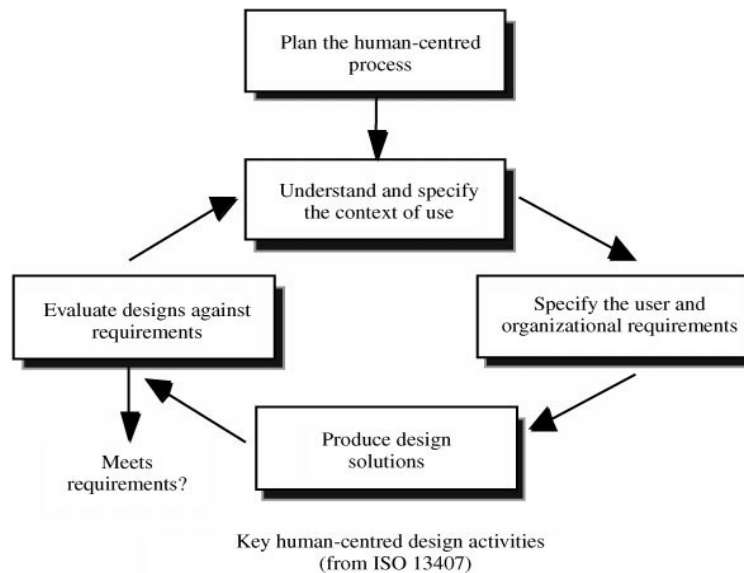 Plan the human-centred
process
Understand and specify
the context of use
Evaluate designs against
requirements
Specify the user and
organizational requirements
Produce design
solutions
Meets
requirements?
Key human-centred design activities
(from ISO 13407)